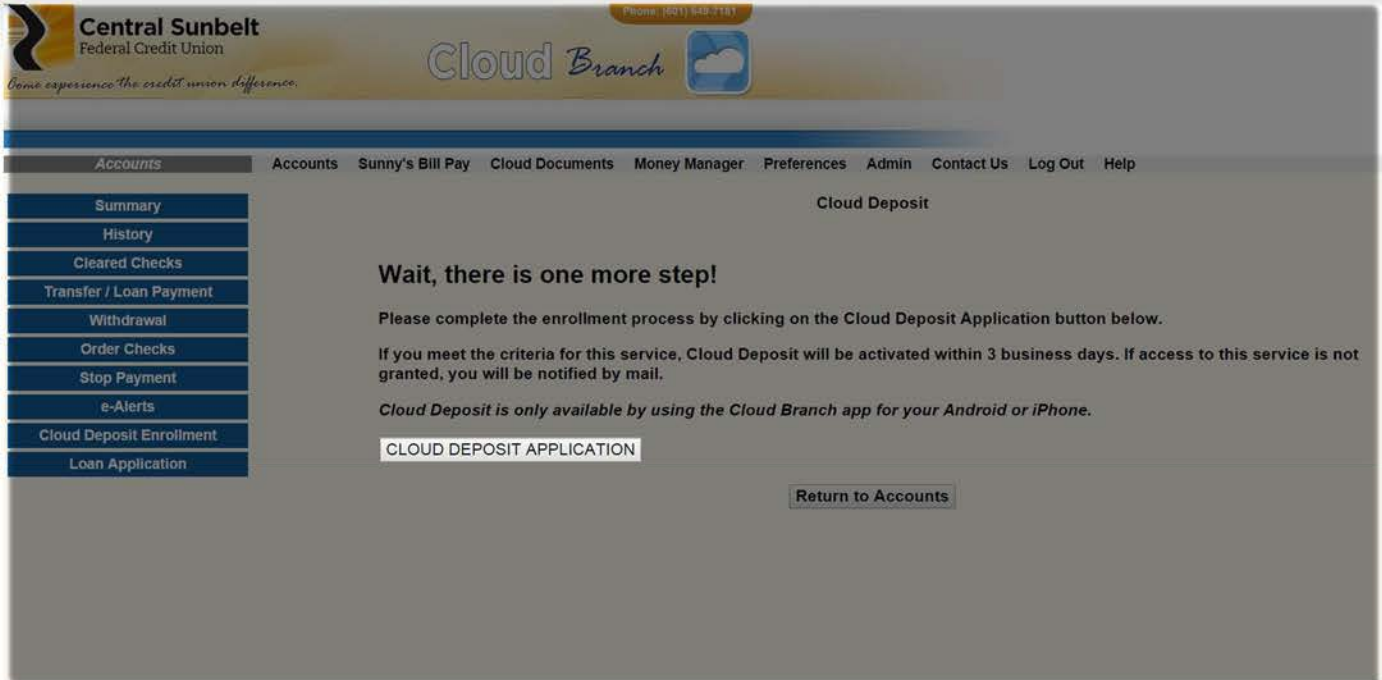 Central Sunbelt
Federal Credit Union
Come experience the credit union difference.
Phone: (601) 649-7181
Cloud Branch
Accounts
Accounts Sunny's Bill Pay Cloud Documents Money Manager Preferences Admin Contact Us Log Out Help
Summary
History
Cleared Checks
Transfer / Loan Payment
Withdrawal
Order Checks
Stop Payment
e-Alerts
Cloud Deposit Enrollment
Loan Application
Cloud Deposit
Wait, there is one more step!
Please complete the enrollment process by clicking on the Cloud Deposit Application button below.
If you meet the criteria for this service, Cloud Deposit will be activated within 3 business days. If access to this service is not
granted, you will be notified by mail.
Cloud Deposit is only available by using the Cloud Branch app for your Android or iPhone.
CLOUD DEPOSIT APPLICATION
Return to Accounts